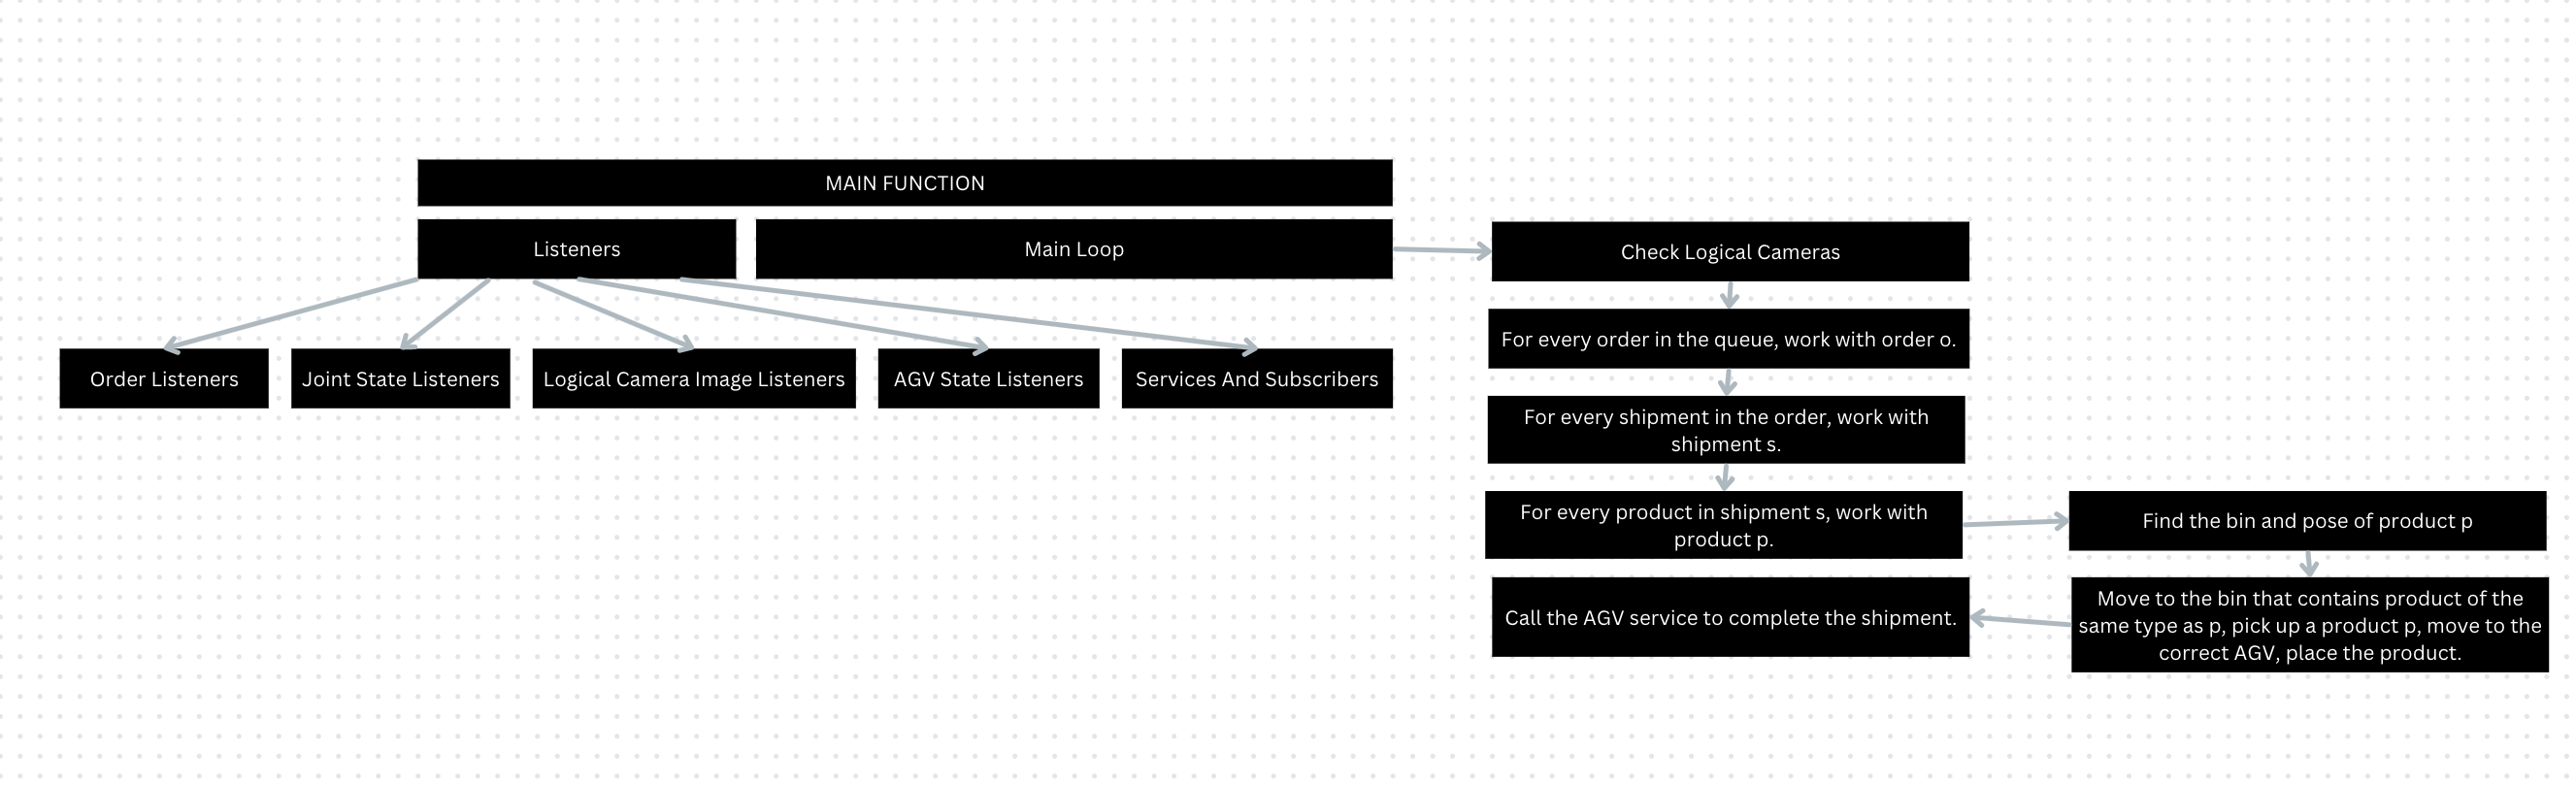 MAIN FUNCTION
Listeners
Main Loop
Order Listeners
Joint State Listeners
Logical Camera Image Listeners
AGV State Listeners
Services And Subscribers
Check Logical Cameras
For every order in the queue, work with order o.
For every shipment in the order, work with
shipment s.
For every product in shipment s, work with
product p.
Find the bin and pose of product p
Move to the bin that contains product of the
same type as p, pick up a product p, move to the
correct AGV, place the product.
Call the AGV service to complete the shipment.